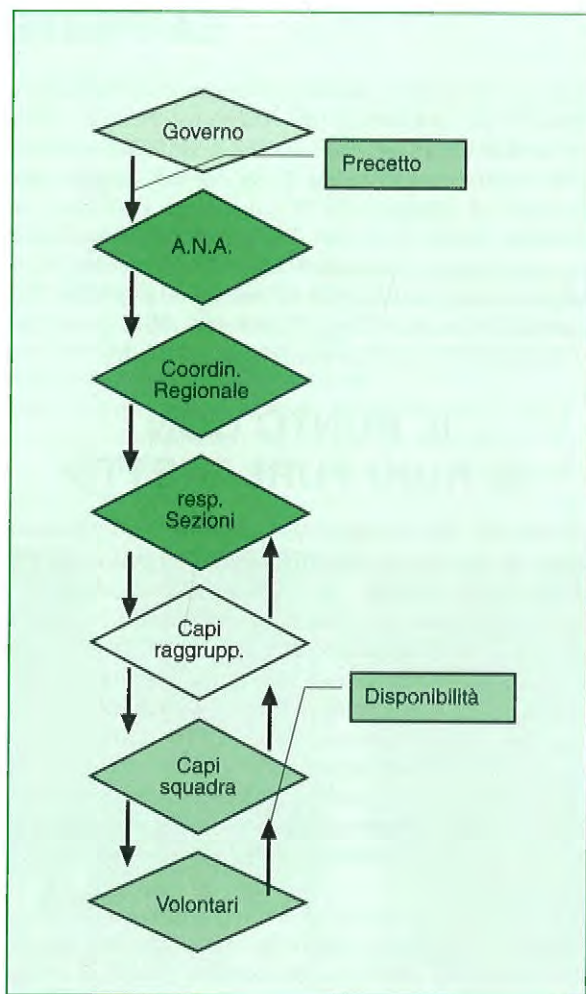 Governo
Precetto
A.N.A.
Coordin.
Regionale
resp.
Sezioni
Capi
raggrupp.
Disponibilità
Capi
squadra
Volontari